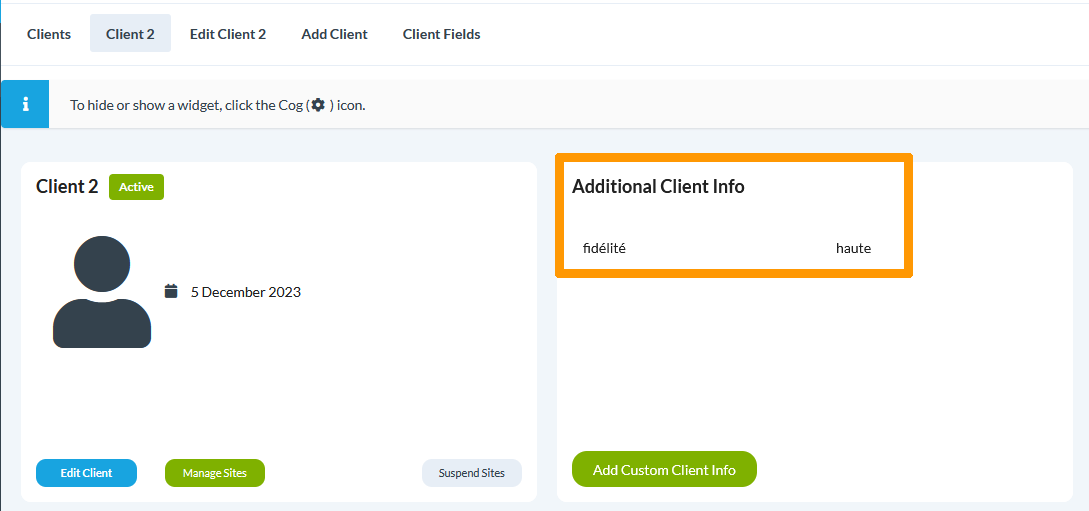 Clients Client 2 Edit Client 2 Add Client Client Fields
To hide or show a widget, click the Cog ( ) icon.
Client 2 Active
5 December 2023
Edit Client Manage Sites Suspend Sites
Additional Client Info
fidélité haute
Add Custom Client Info